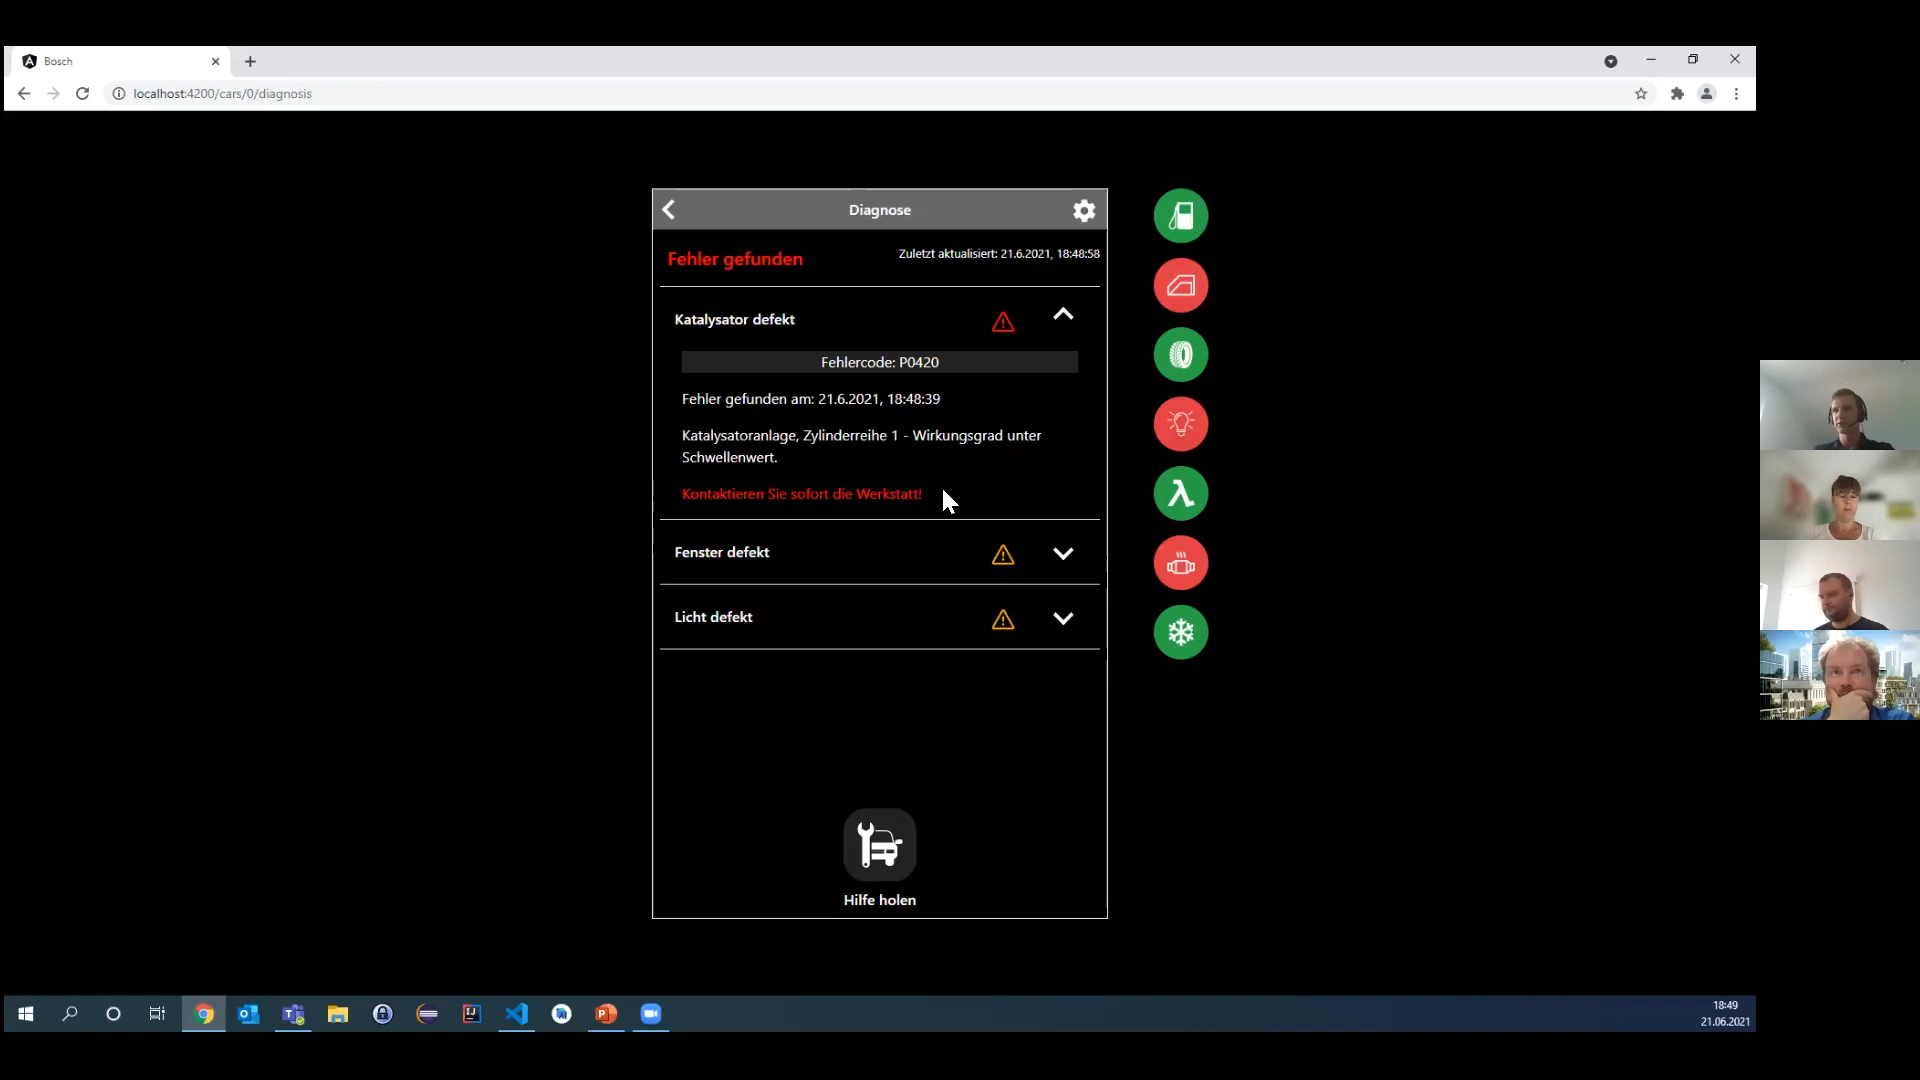 Bosch
localhost:4200/cars/0/diagnosis
Diagnose
Fehler gefunden
Zuletzt aktualisiert: 21.6.2021, 18:48:58
Katalysator defekt
Fehlercode: P0420
Fehler gefunden am: 21.6.2021, 18:48:39
Katalysatoranlage, Zylinderreihe 1 - Wirkungsgrad unter
Schwellenwert.
Kontaktieren Sie sofort die Werkstatt!
Fenster defekt
Licht defekt
Hilfe holen
18:49
21.06.2021